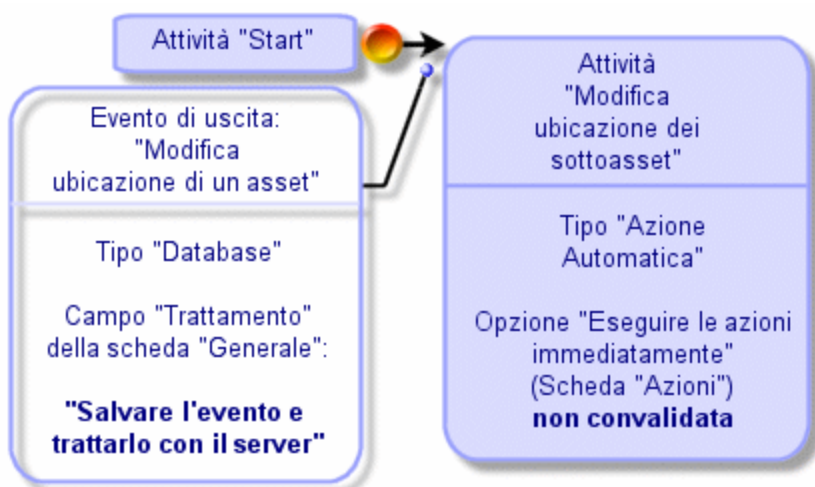 Attività "Start"
Evento di uscita:
"Modifica
ubicazione di un asset"
Tipo "Database"
Campo "Trattamento"
della scheda "Generale":
"Salvare l'evento e
trattarlo con il server"
Attività
"Modifica
ubicazione dei
sottoasset"
Tipo "Azione
Automatica"
Opzione "Eseguire le azioni
immediatamente"
(Scheda "Azioni")
non convalidata